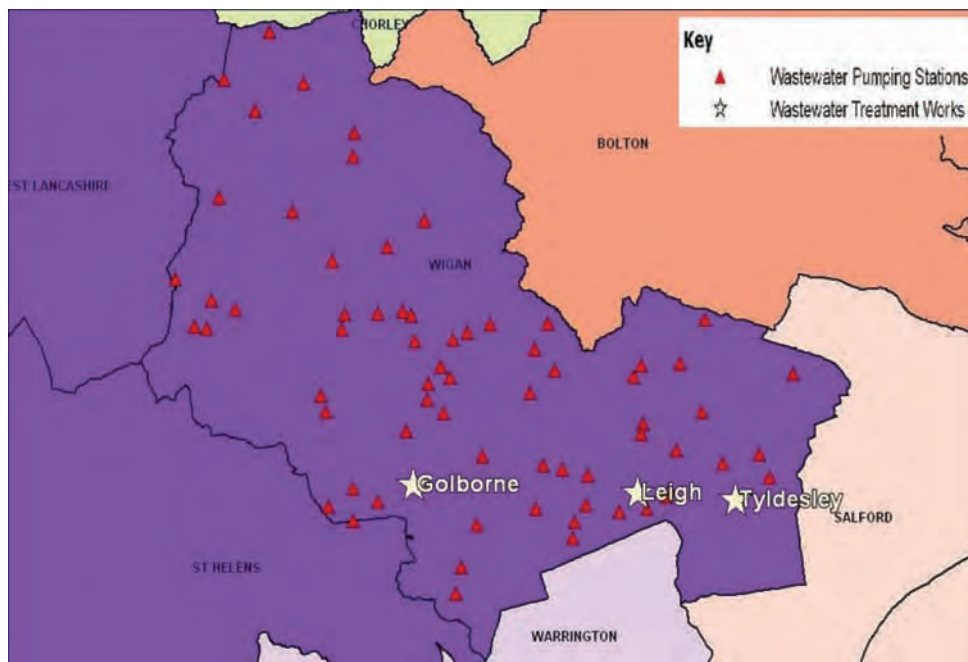 CHORLEY
Key
Wastewater Pumping Stations
Wastewater Treatment Works
BOLTON
EST LANCASHIRE
WIGAN
Golborne
Leigh
Tyldesley
SALFORD
ST HELENS
WARRINGTON